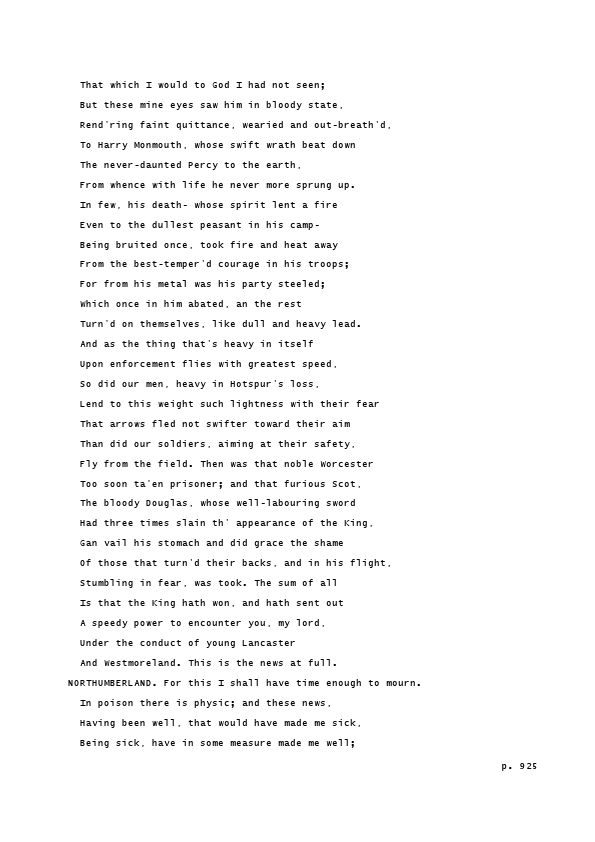 That which I would to God I had not seen;
But these mine eyes saw him in bloody state,
Rend'ring faint quittance, wearied and out-breath'd,
To Harry Monmouth, whose swift wrath beat down
The never-daunted Percy to the earth,
From whence with life he never more sprung up.
In few, his death- whose spirit lent a fire
Even to the dullest peasant in his camp-
Being bruited once, took fire and heat away
From the best-temper'd courage in his troops;
For from his metal was his party steeled;
Which once in him abated, an the rest
Turn'd on themselves, like dull and heavy lead.
And as the thing that's heavy in itself
Upon enforcement flies with greatest speed,
So did our men, heavy in Hotspur's loss,
Lend to this weight such lightness with their fear
That arrows fled not swifter toward their aim
Than did our soldiers, aiming at their safety,
Fly from the field. Then was that noble Worcester
Too soon ta'en prisoner; and that furious Scot,
The bloody Douglas, whose well-labouring sword
Had three times slain th' appearance of the King,
Gan vail his stomach and did grace the shame
Of those that turn'd their backs, and in his flight,
Stumbling in fear, was took. The sum of all
Is that the King hath won, and hath sent out
A speedy power to encounter you, my lord,
Under the conduct of young Lancaster
And Westmoreland. This is the news at full.
NORTHUMBERLAND. For this I shall have time enough to mourn.
In poison there is physic; and these news,
Having been well, that would have made me sick,
Being sick, have in some measure made me well;
p. 925